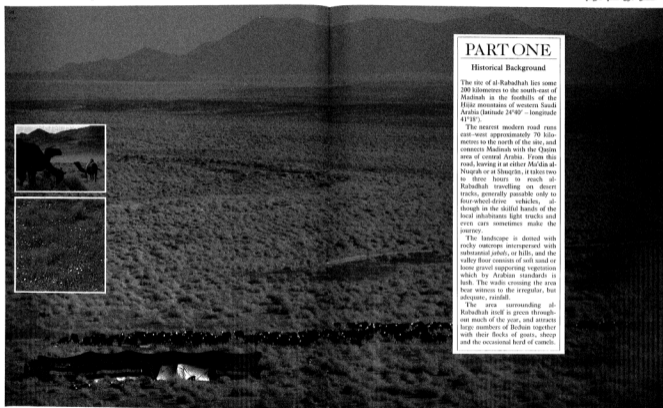 PART ONE
Historical Background
The site of al-Rabadhah lies some
200 kilometres to the south-east of
Madinah in the foothills of the
Hijāz mountains of western Saudi
Arabia (latitude 24°40' – longitude
41°18').
The nearest modern road runs
east–west approximately 70 kilo-
metres to the north of the site, and
connects Madinah with the Qasim
area of central Arabia. From this
road, leaving it at either Ma'din al-
Nuqrah or at Shuqrān, it takes two
to three hours to reach al-
Rabadhah travelling on desert
tracks, generally passable only to
four-wheel-drive vehicles, al-
though in the skilful hands of the
local inhabitants light trucks and
even cars sometimes make the
journey.
The landscape is dotted with
rocky outcrops interspersed with
substantial jabals, or hills, and the
valley floor consists of soft sand or
loose gravel supporting vegetation
which by Arabian standards is
lush. The wadis crossing the area
bear witness to the irregular, but
adequate, rainfall.
The area surrounding al-
Rabadhah itself is green through-
out much of the year, and attracts
large numbers of Beduin together
with their flocks of goats, sheep
and the occasional herd of camels.